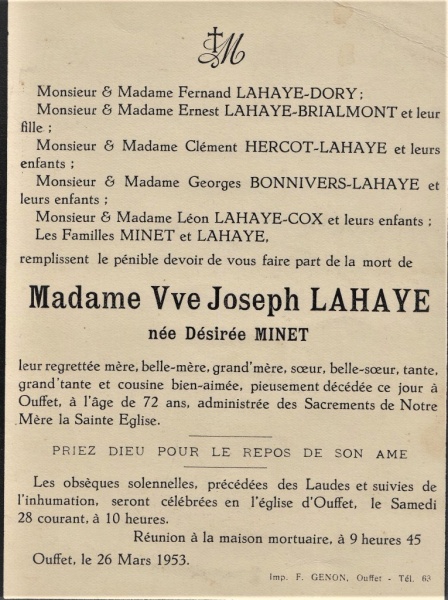 M
Monsieur & Madame Fernand LAHAYE-DORY ;
Monsieur & Madame Ernest LAHAYE-BRIALMONT et leur
fille ;
Monsieur & Madame Clément HERCOT-LAHAYE et leurs
enfants ;
Monsieur & Madame Georges BONNIVERS-LAHAYE et
leurs enfants ;
Monsieur & Madame Léon LAHAYE-COX et leurs enfants ;
Les Familles MINET et LAHAYE,
remplissent le pénible devoir de vous faire part de la mort de
Madame Vve Joseph LAHAYE
née Désirée MINET
leur regrettée mère, belle-mère, grand'mère, sœur, belle-sœur, tante,
grand'tante et cousine bien-aimée, pieusement décédée ce jour à
Ouffet, à l'âge de 72 ans, administrée des Sacrements de Notre
Mère la Sainte Eglise.
PRIEZ DIEU POUR LE REPOS DE SON AME
Les obsèques solennelles, précédées des Laudes et suivies de
l'inhumation, seront célébrées en l'église d'Ouffet, le Samedi
28 courant, à 10 heures.
Réunion à la maison mortuaire, à 9 heures 45
Ouffet, le 26 Mars 1953.
Imp. F. GENON, Ouffet - Tél. 63